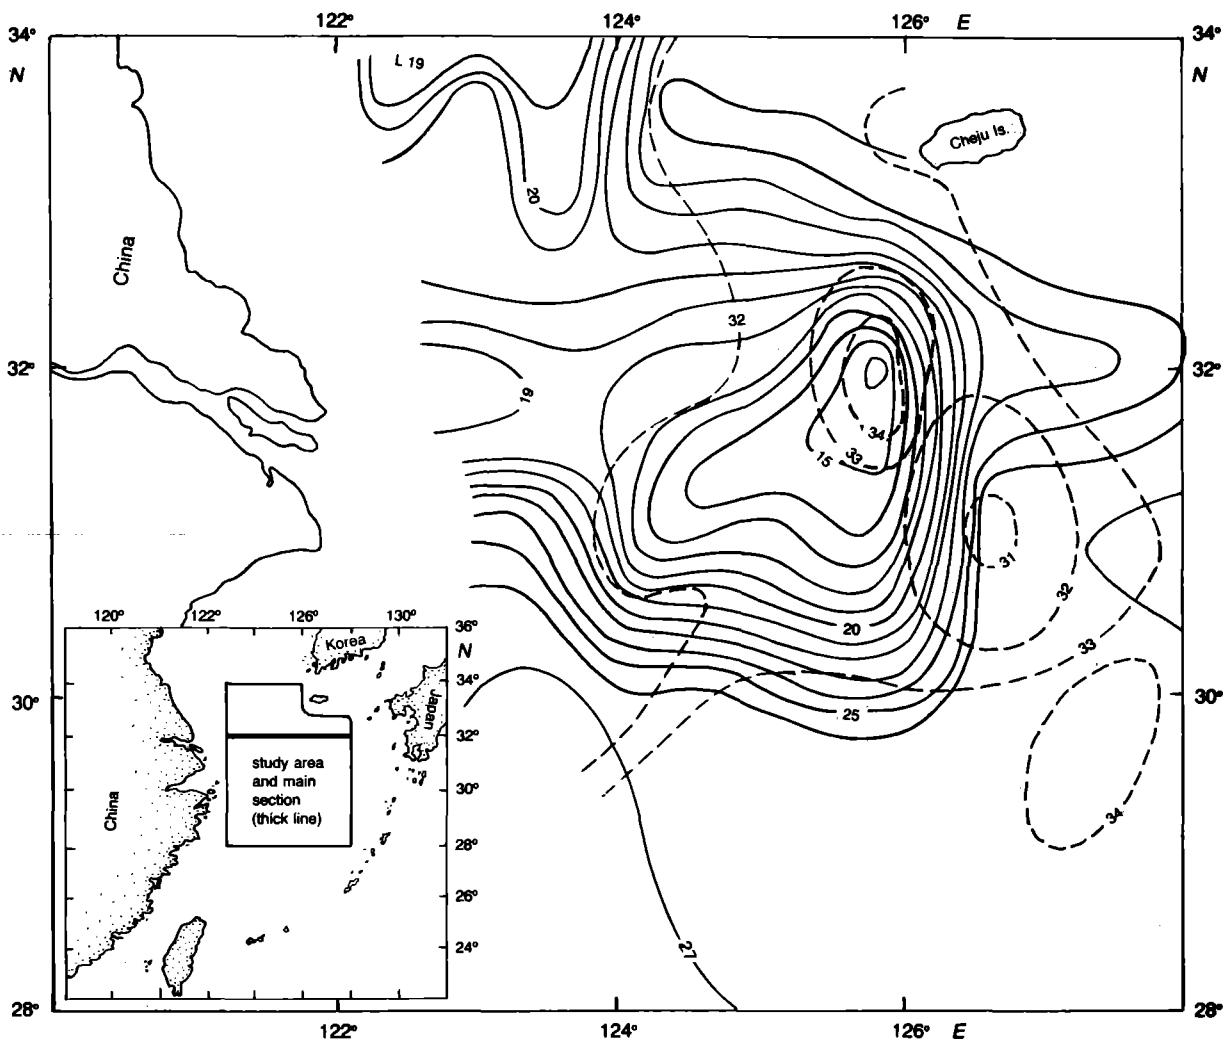 122° 124° 126° E
34° 34°
N N
L 19
Cheju Is.
20
China
32
32° 32°
19
34
33
15
31
32
20
33
120° 122° 126° 130° 36°
Korea N
34°
30° 30°
Japan
25
32°
study area
and main
section
(thick line)
30°
China
34
28°
26°
24°
27
28° 28°
122° 124° 126° E